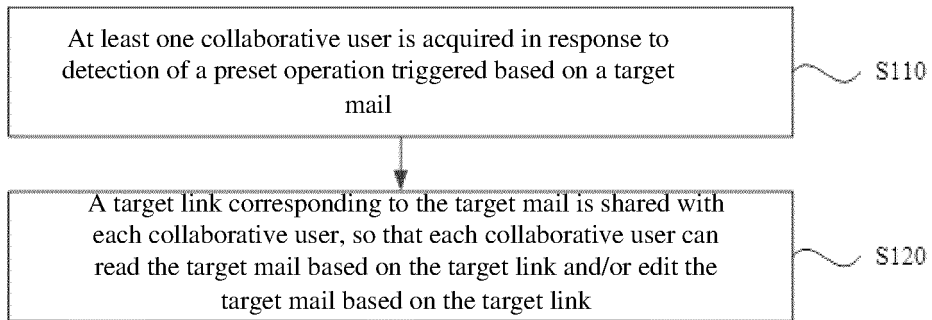 At least one collaborative user is acquired in response to
detection of a preset operation triggered based on a target
mail
S110
A target link corresponding to the target mail is shared with
each collaborative user, so that each collaborative user can
read the target mail based on the target link and/or edit the
target mail based on the target link
S120